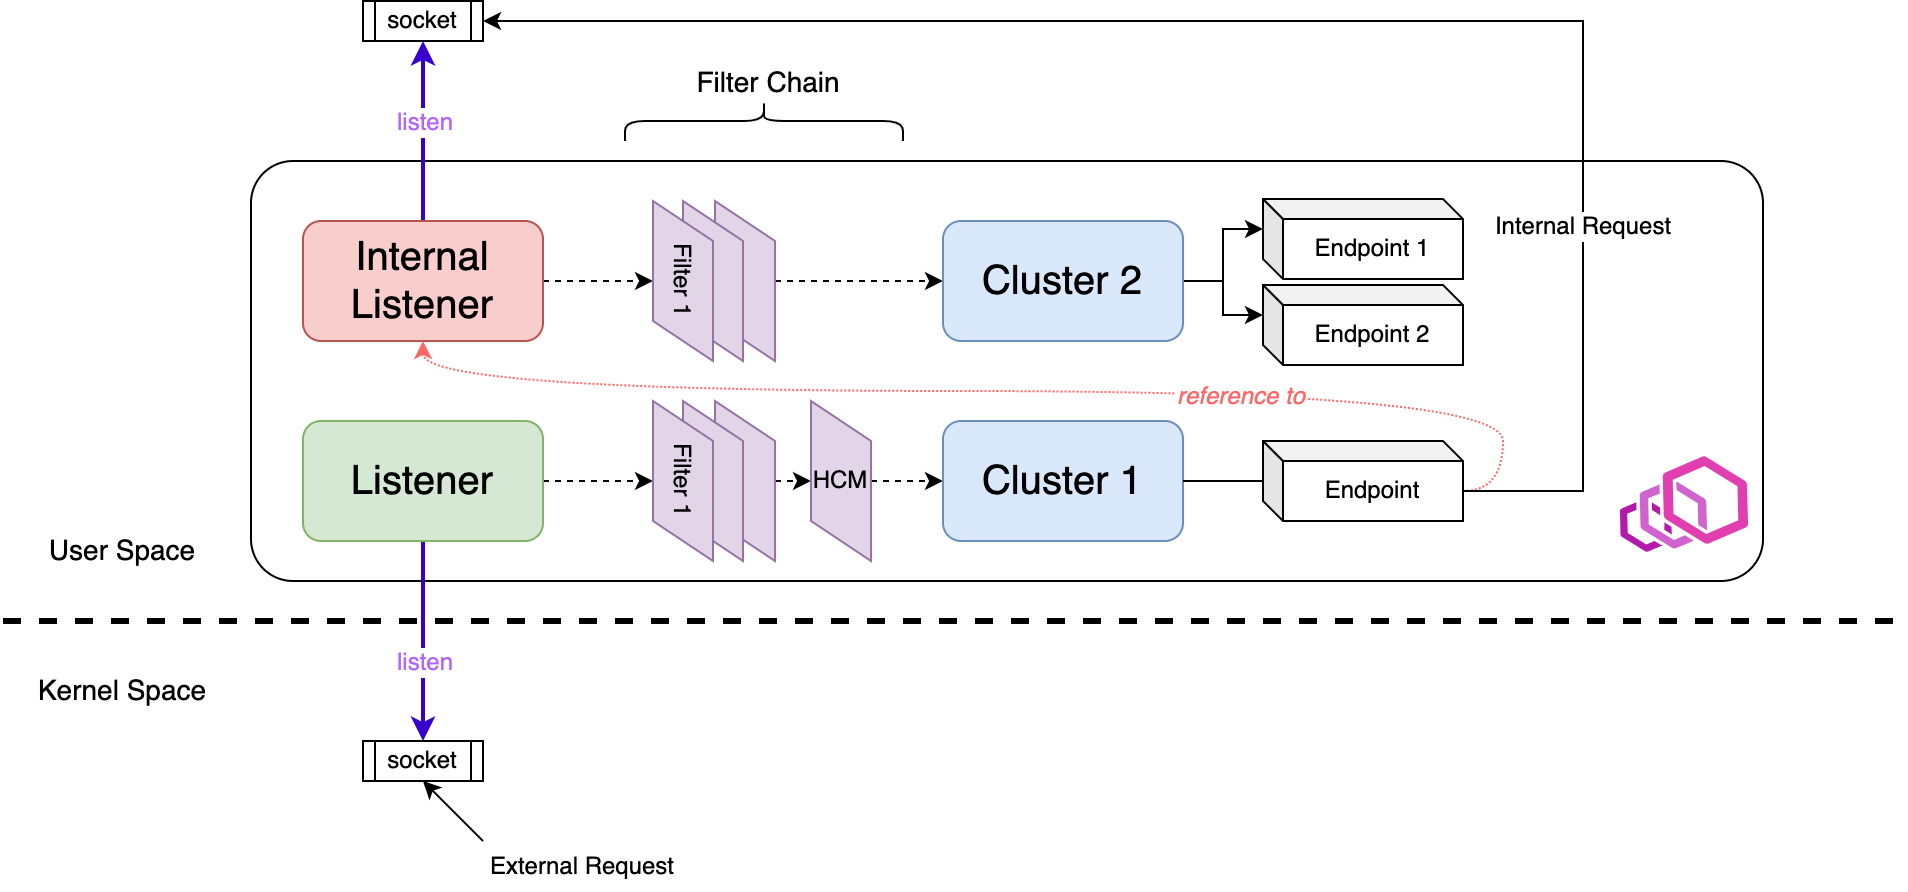 socket
Filter Chain
listen
Internal
Listener
Filter 1
Cluster 2
Endpoint 1
Endpoint 2
Internal Request
reference to
Listener
Filter 1
HCM
Cluster 1
Endpoint
User Space
listen
Kernel Space
socket
External Request